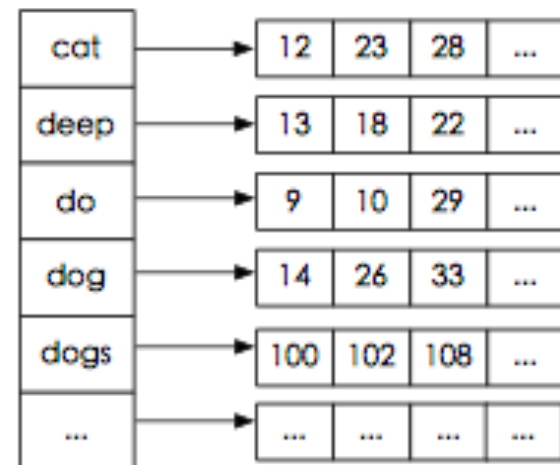 cat 12 23 28 ...
deep 13 18 22 ...
do 9 10 29 ...
dog 14 26 33 ...
dogs 100 102 108 ...
... ... ... ... ...